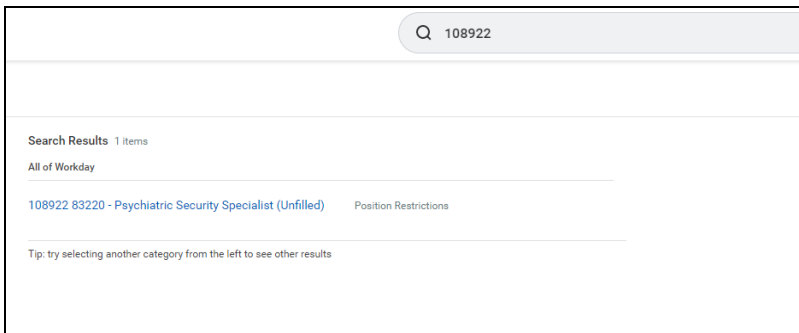 108922
Search Results 1 items
All of Workday
108922 83220 - Psychiatric Security Specialist (Unfilled) Position Restrictions
Tip: try selecting another category from the left to see other results